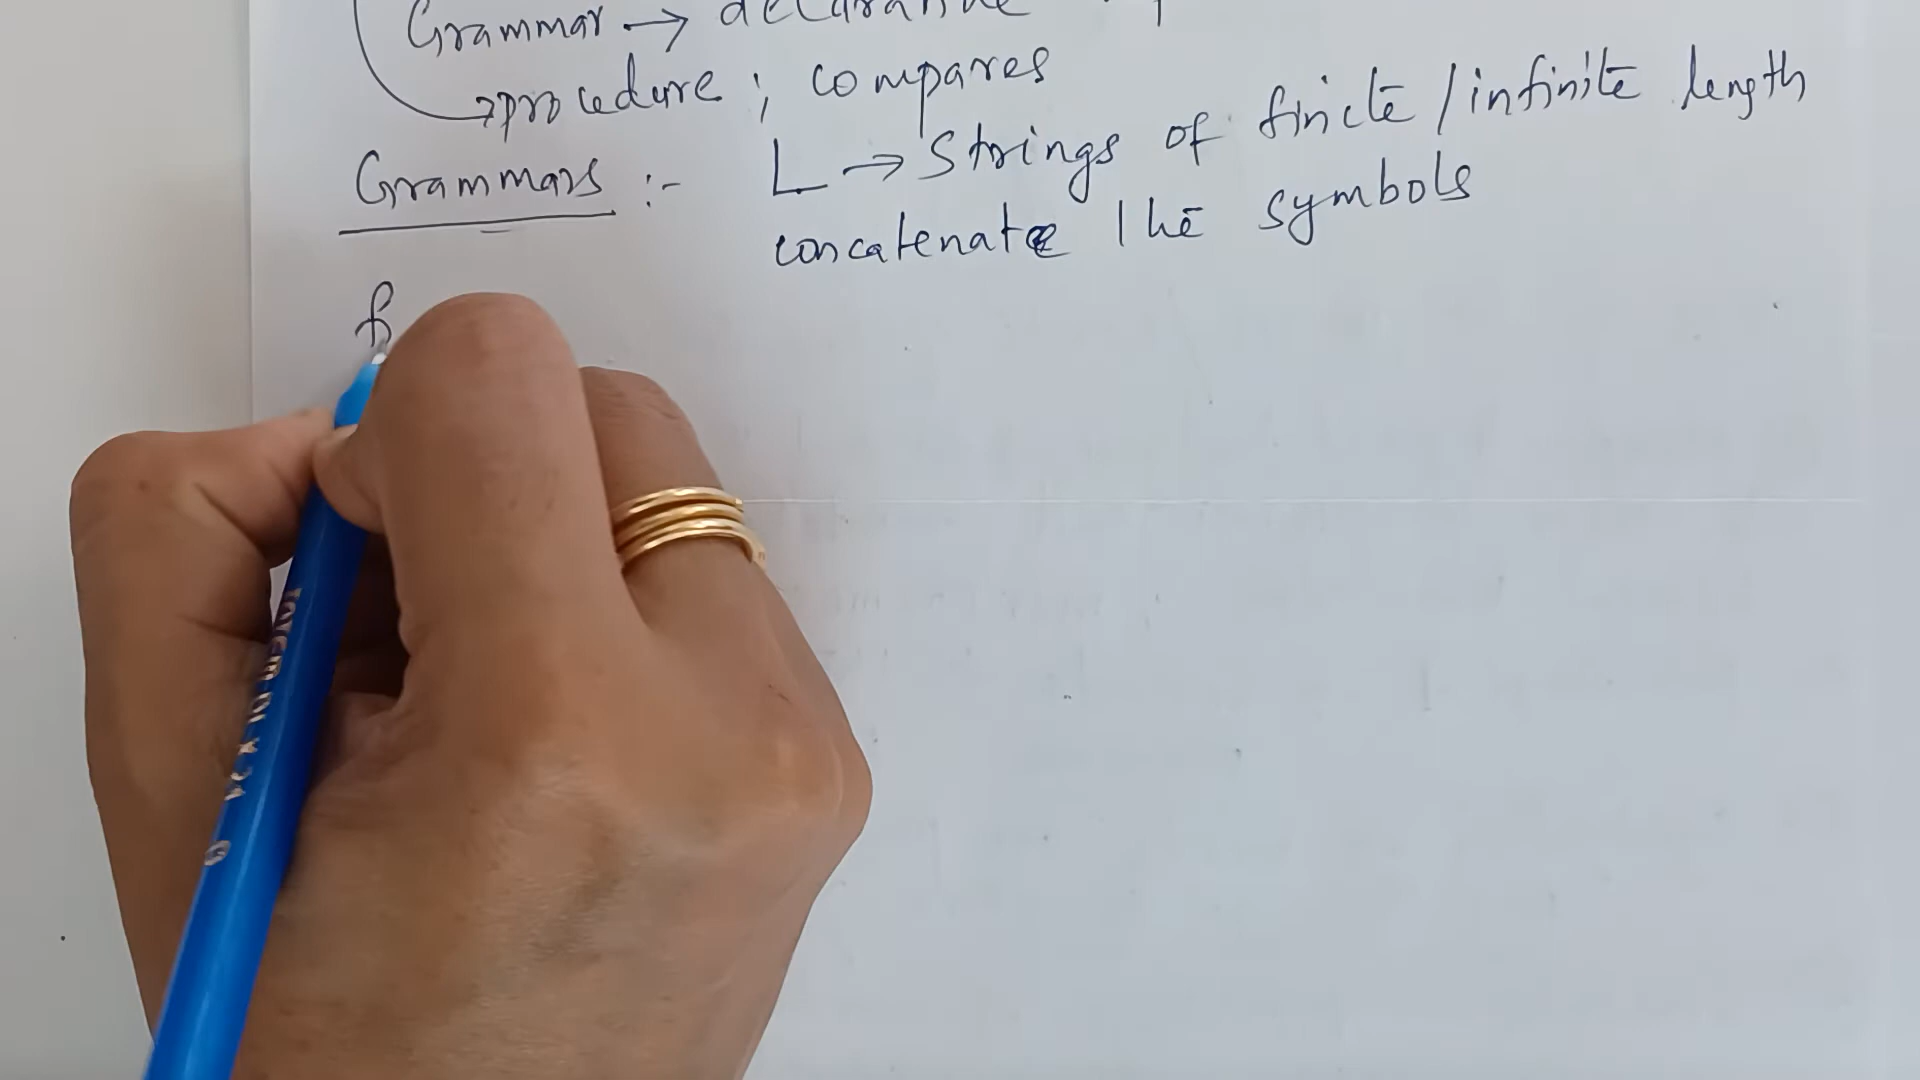 Grammar →
→ procedure ; compares
Grammars :- L → Strings of finite / infinite length
concatenate the symbols
f